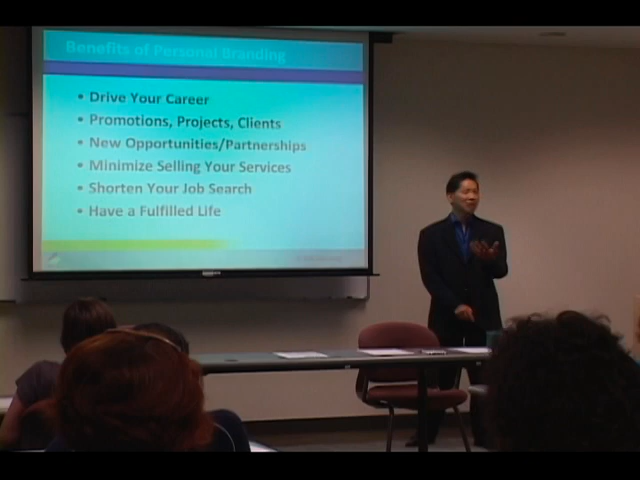 Benefits of Personal Branding
• Drive Your Career
• Promotions, Projects, Clients
• New Opportunities/Partnerships
• Minimize Selling Your Services
• Shorten Your Job Search
• Have a Fulfilled Life